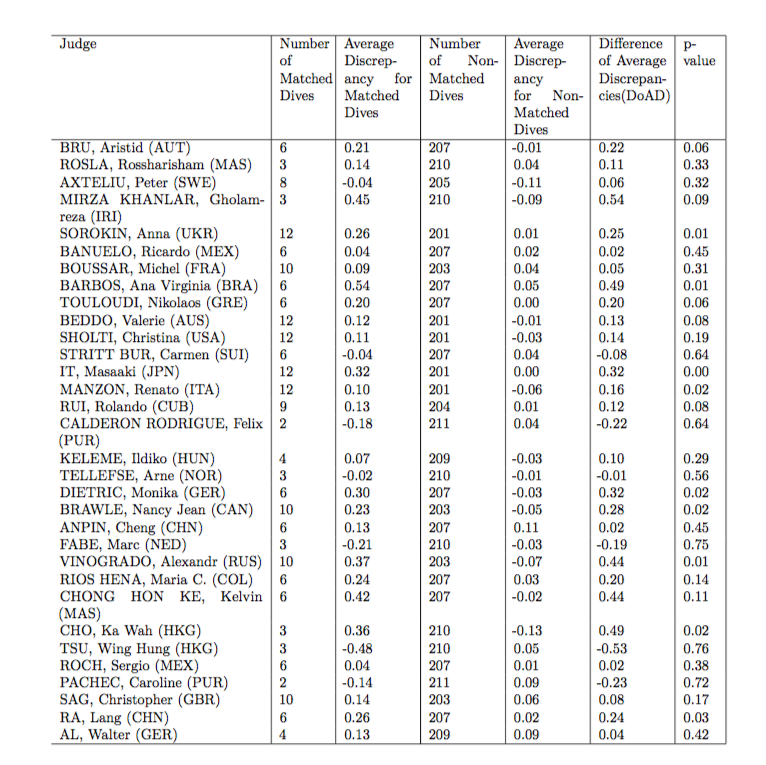 Judge Number Average Number Average Difference p-
of Discrep- of Non- Discrep- of Average value
Matched ancy for Matched ancy Discrepan-
Dives Matched Dives for Non- cies(DoAD)
Dives Matched
Dives
BRU, Aristid (AUT) 6 0.21 207 -0.01 0.22 0.06
ROSLA, Rossharisham (MAS) 3 0.14 210 0.04 0.11 0.33
AXTELIU, Peter (SWE) 8 -0.04 205 -0.11 0.06 0.32
MIRZA KHANLAR, Gholam- 3 0.45 210 -0.09 0.54 0.09
reza (IRI)
SOROKIN, Anna (UKR) 12 0.26 201 0.01 0.25 0.01
BANUELO, Ricardo (MEX) 6 0.04 207 0.02 0.02 0.45
BOUSSAR, Michel (FRA) 10 0.09 203 0.04 0.05 0.31
BARBOS, Ana Virginia (BRA) 6 0.54 207 0.05 0.49 0.01
TOULOUDI, Nikolaos (GRE) 6 0.20 207 0.00 0.20 0.06
BEDDO, Valerie (AUS) 12 0.12 201 -0.01 0.13 0.08
SHOLTI, Christina (USA) 12 0.11 201 -0.03 0.14 0.19
STRITT BUR, Carmen (SUI) 6 -0.04 207 0.04 -0.08 0.64
IT, Masaaki (JPN) 12 0.32 201 0.00 0.32 0.00
MANZON, Renato (ITA) 12 0.10 201 -0.06 0.16 0.02
RUI, Rolando (CUB) 9 0.13 204 0.01 0.12 0.08
CALDERON RODRIGUE, Felix 2 -0.18 211 0.04 -0.22 0.64
(PUR)
KELEME, Ildiko (HUN) 4 0.07 209 -0.03 0.10 0.29
TELLEFSE, Arne (NOR) 3 -0.02 210 -0.01 -0.01 0.56
DIETRIC, Monika (GER) 6 0.30 207 -0.03 0.32 0.02
BRAWLE, Nancy Jean (CAN) 10 0.23 203 -0.05 0.28 0.02
ANPIN, Cheng (CHN) 6 0.13 207 0.11 0.02 0.45
FABE, Marc (NED) 3 -0.21 210 -0.03 -0.19 0.75
VINOGRADO, Alexandr (RUS) 10 0.37 203 -0.07 0.44 0.01
RIOS HENA, Maria C. (COL) 6 0.24 207 0.03 0.20 0.14
CHONG HON KE, Kelvin 6 0.42 207 -0.02 0.44 0.11
(MAS)
CHO, Ka Wah (HKG) 3 0.36 210 -0.13 0.49 0.02
TSU, Wing Hung (HKG) 3 -0.48 210 0.05 -0.53 0.76
ROCH, Sergio (MEX) 6 0.04 207 0.01 0.02 0.38
PACHEC, Caroline (PUR) 2 -0.14 211 0.09 -0.23 0.72
SAG, Christopher (GBR) 10 0.14 203 0.06 0.08 0.17
RA, Lang (CHN) 6 0.26 207 0.02 0.24 0.03
AL, Walter (GER) 4 0.13 209 0.09 0.04 0.42